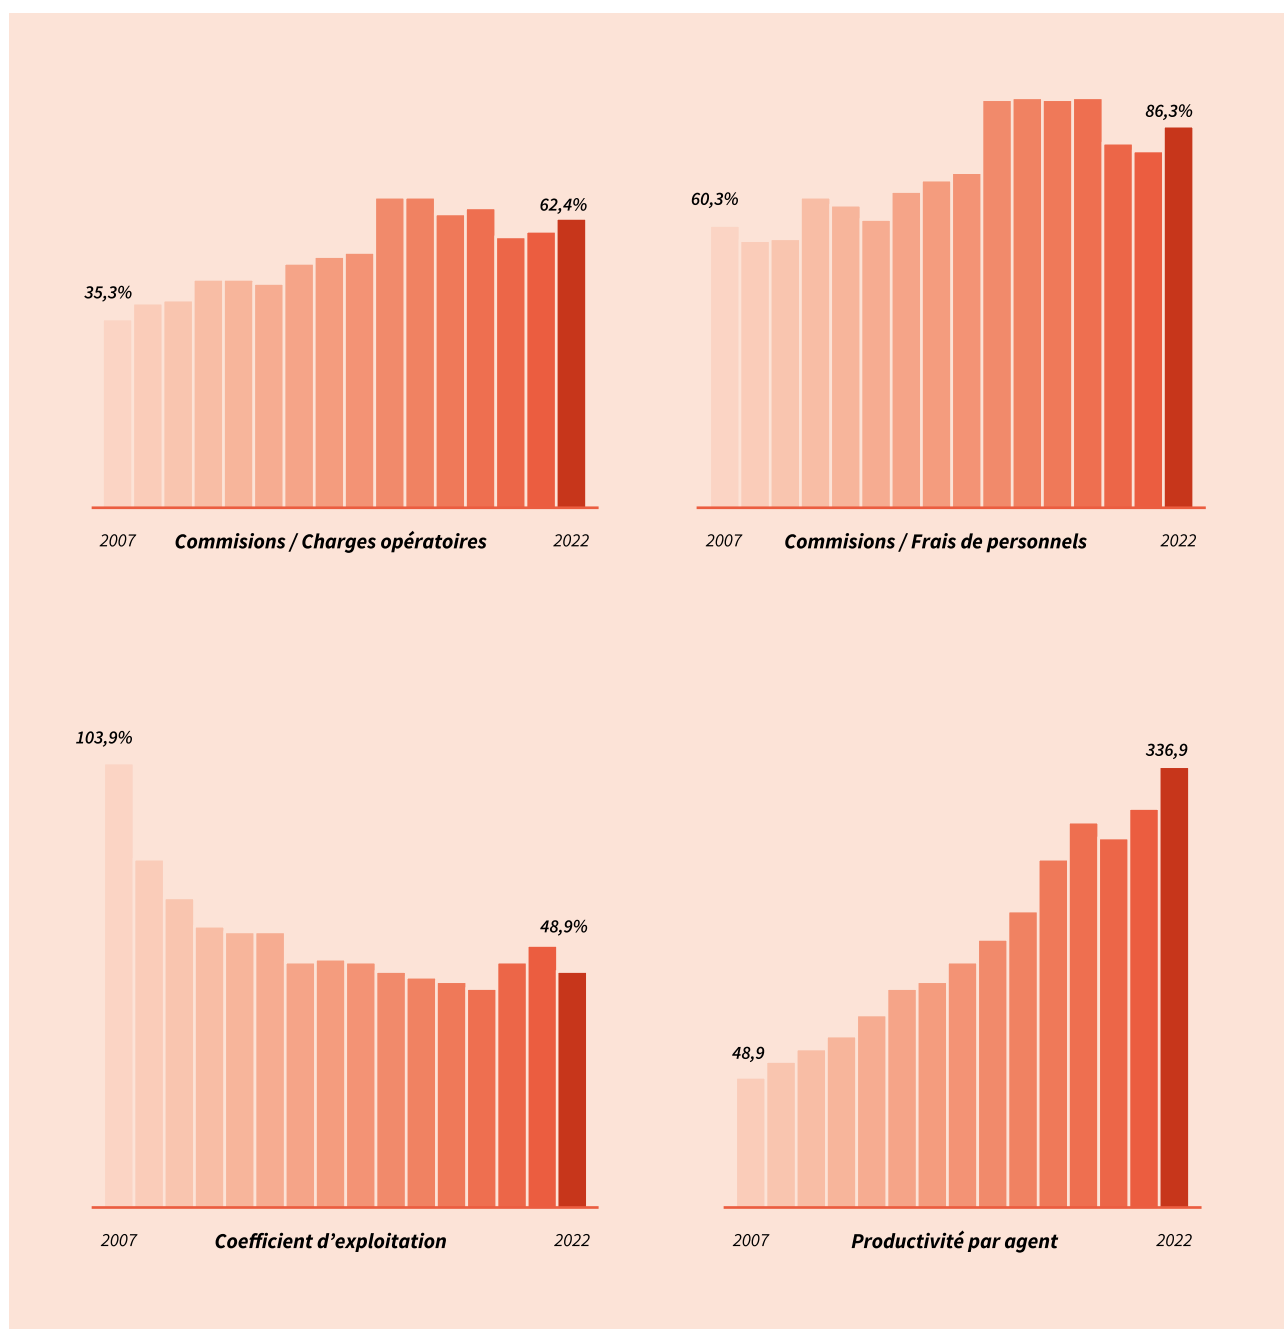 35,3%
62,4%
2007 Commisions / Charges opératoires 2022
60,3%
86,3%
2007 Commisions / Frais de personnels 2022
103,9%
48,9%
2007 Coefficient d’exploitation 2022
48,9
336,9
2007 Productivité par agent 2022